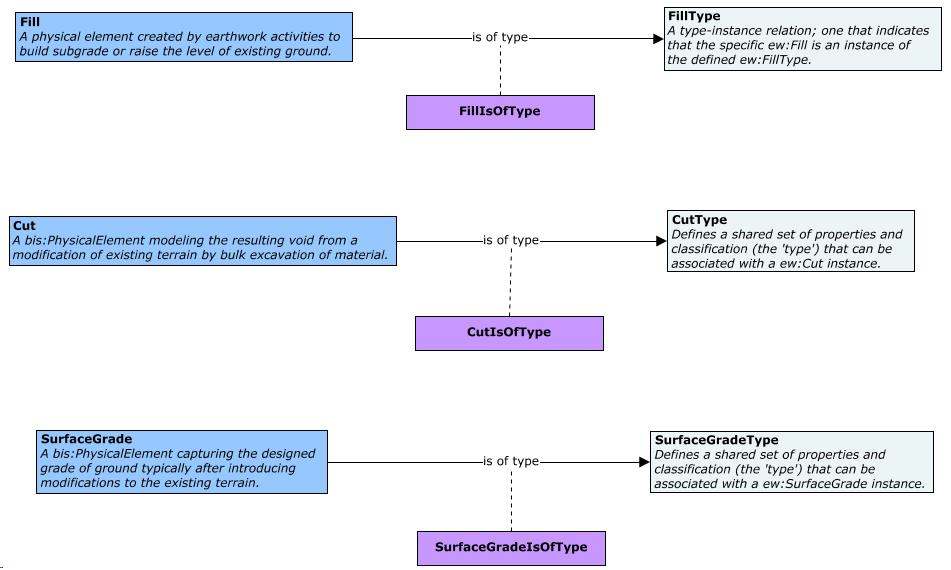 Fill
A physical element created by earthwork activities to
build subgrade or raise the level of existing ground.
is of type
FillType
A type-instance relation; one that indicates
that the specific ew:Fill is an instance of
the defined ew:FillType.
FillIsOfType
Cut
A bis:PhysicalElement modeling the resulting void from a
modification of existing terrain by bulk excavation of material.
is of type
CutType
Defines a shared set of properties and
classification (the 'type') that can be
associated with a ew:Cut instance.
CutIsOfType
SurfaceGrade
A bis:PhysicalElement capturing the designed
grade of ground typically after introducing
modifications to the existing terrain.
is of type
SurfaceGradeType
Defines a shared set of properties and
classification (the 'type') that can be
associated with a ew:SurfaceGrade instance.
SurfaceGradeIsOfType